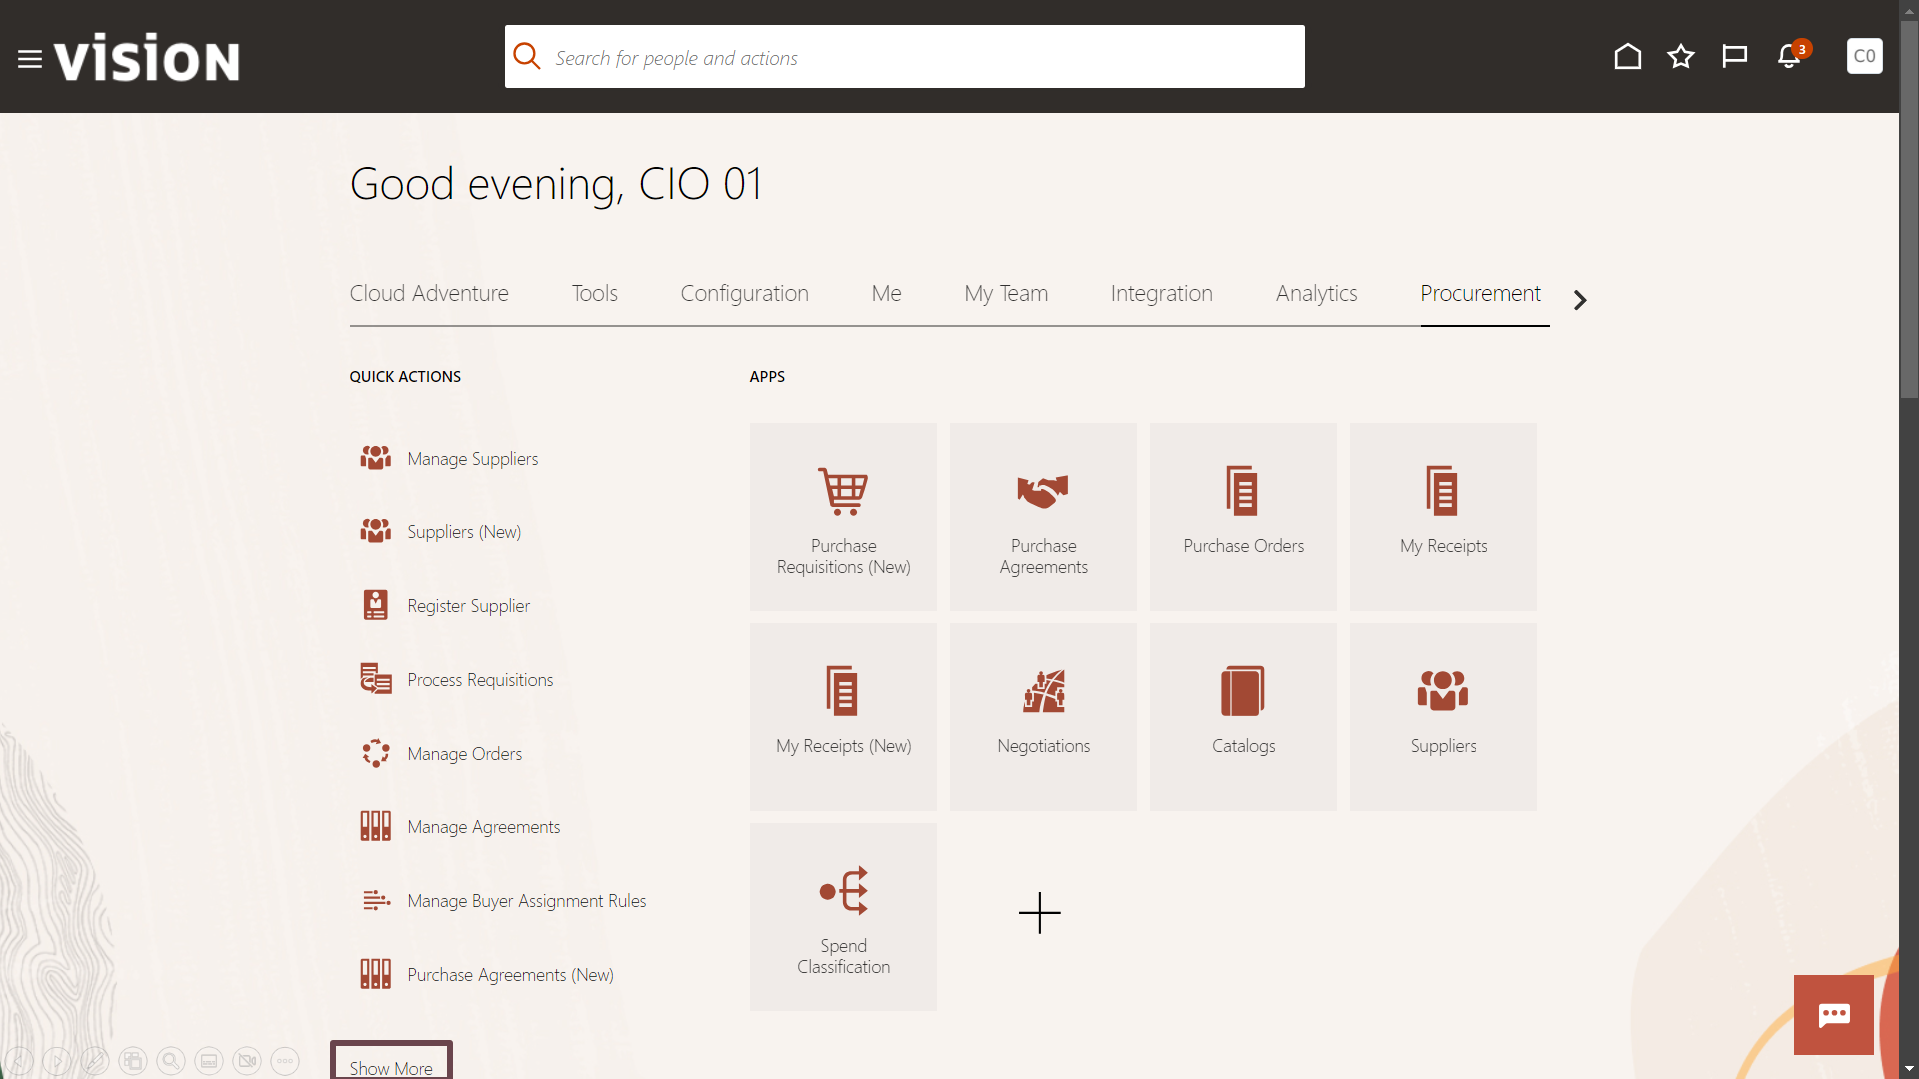 vision
Search for people and actions
3
C0
Good evening, CIO 01
Cloud Adventure
Tools
Configuration
Me
My Team
Integration
Analytics
Procurement
QUICK ACTIONS
Manage Suppliers
Suppliers (New)
Register Supplier
Process Requisitions
Manage Orders
Manage Agreements
Manage Buyer Assignment Rules
Purchase Agreements (New)
Show More
APPS
Purchase
Requisitions (New)
Purchase
Agreements
Purchase Orders
My Receipts
My Receipts (New)
Negotiations
Catalogs
Suppliers
Spend
Classification